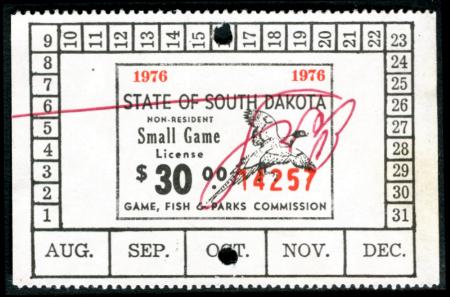 9 10 11 12 13 14 15 17 18 19 20 21 22 23
8 24
7 25
6 26
5 27
4 28
3 29
2 30
1 31
1976 1976
STATE OF SOUTH DAKOTA
NON-RESIDENT
Small Game
License
$ 30 00 14257
GAME, FISH & PARKS COMMISSION
AUG. SEP. OCT. NOV. DEC.